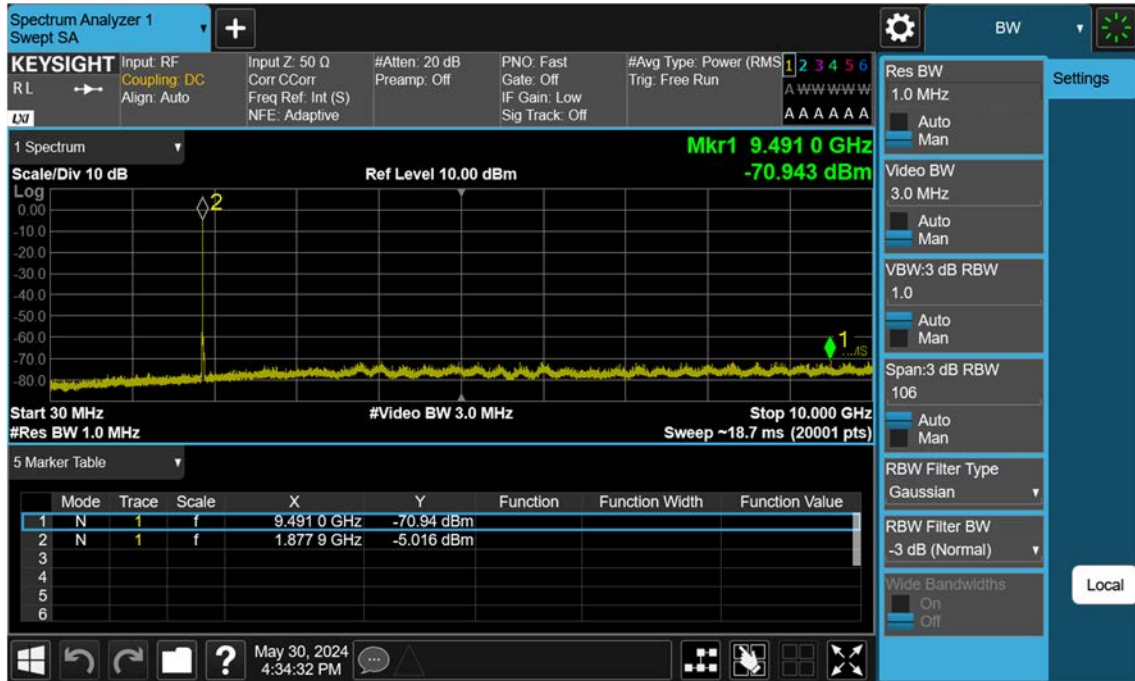 Spectrum Analyzer 1
Swept SA
BW
KEYSIGHT
R L
LXI
Input: RF
Coupling: DC
Align: Auto
Input Z: 50 Ω
Corr CCorr
Freq Ref: Int (S)
NFE: Adaptive
#Atten: 20 dB
Preamp: Off
PNO: Fast
Gate: Off
IF Gain: Low
Sig Track: Off
#Avg Type: Power (RMS
Trig: Free Run
1 2 3 4 5 6
A W W W W W
A A A A A A
1 Spectrum
Mkr1 9.491 0 GHz
Scale/Div 10 dB
Ref Level 10.00 dBm
-70.943 dBm
Log
0.00
-10.0
-20.0
-30.0
-40.0
-50.0
-60.0
-70.0
-80.0
2
1
Start 30 MHz
#Video BW 3.0 MHz
Stop 10.000 GHz
#Res BW 1.0 MHz
Sweep ~18.7 ms (20001 pts)
5 Marker Table
Mode Trace Scale X Y Function Function Width Function Value
1 N 1 f 9.491 0 GHz -70.94 dBm
2 N 1 f 1.877 9 GHz -5.016 dBm
3
4
5
6
May 30, 2024
4:34:32 PM
Res BW
1.0 MHz
Auto
Man
Video BW
3.0 MHz
Auto
Man
VBW:3 dB RBW
1.0
Auto
Man
Span:3 dB RBW
106
Auto
Man
RBW Filter Type
Gaussian
RBW Filter BW
-3 dB (Normal)
Wide Bandwidths
On
Off
Settings
Local